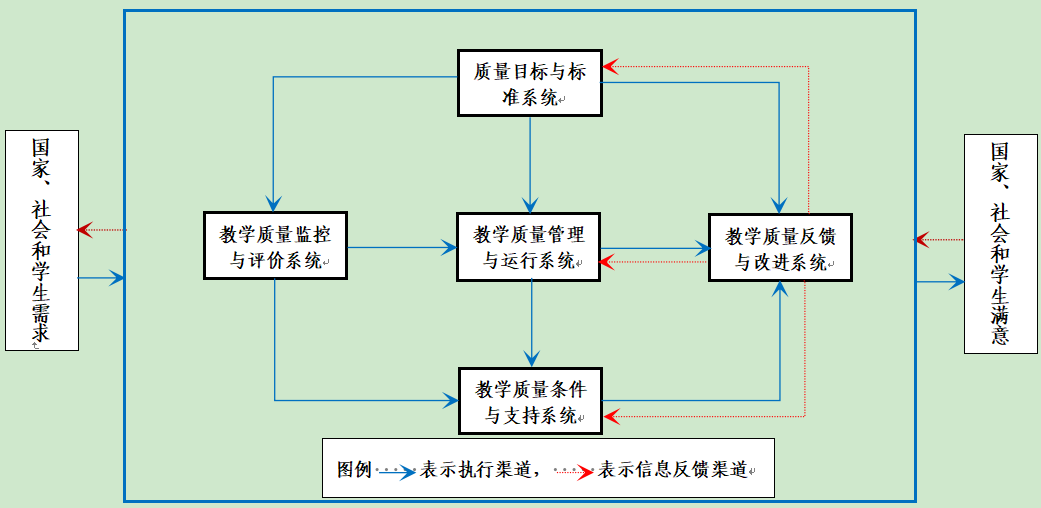 国家、社会和学生需求
质量目标与标
准系统
教学质量监控
与评价系统
教学质量管理
与运行系统
教学质量反馈
与改进系统
教学质量条件
与支持系统
国家、社会和学生满意
图例 表示执行渠道， 表示信息反馈渠道